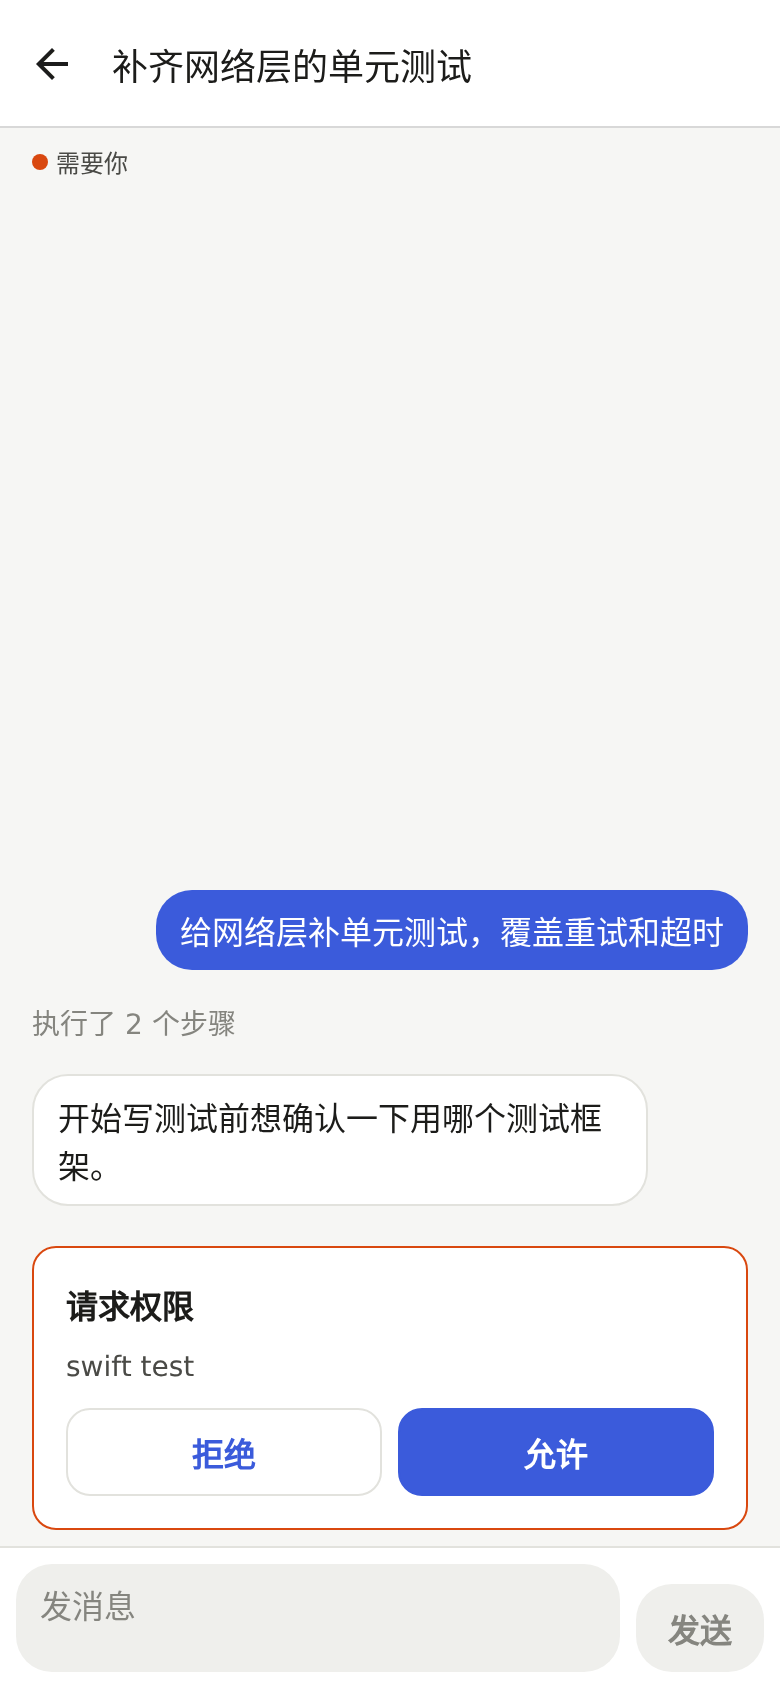 补齐网络层的单元测试
需要你
给网络层补单元测试，覆盖重试和超时
执行了 2 个步骤
开始写测试前想确认一下用哪个测试框
架。
请求权限
swift test
拒绝
允许
发消息
发送